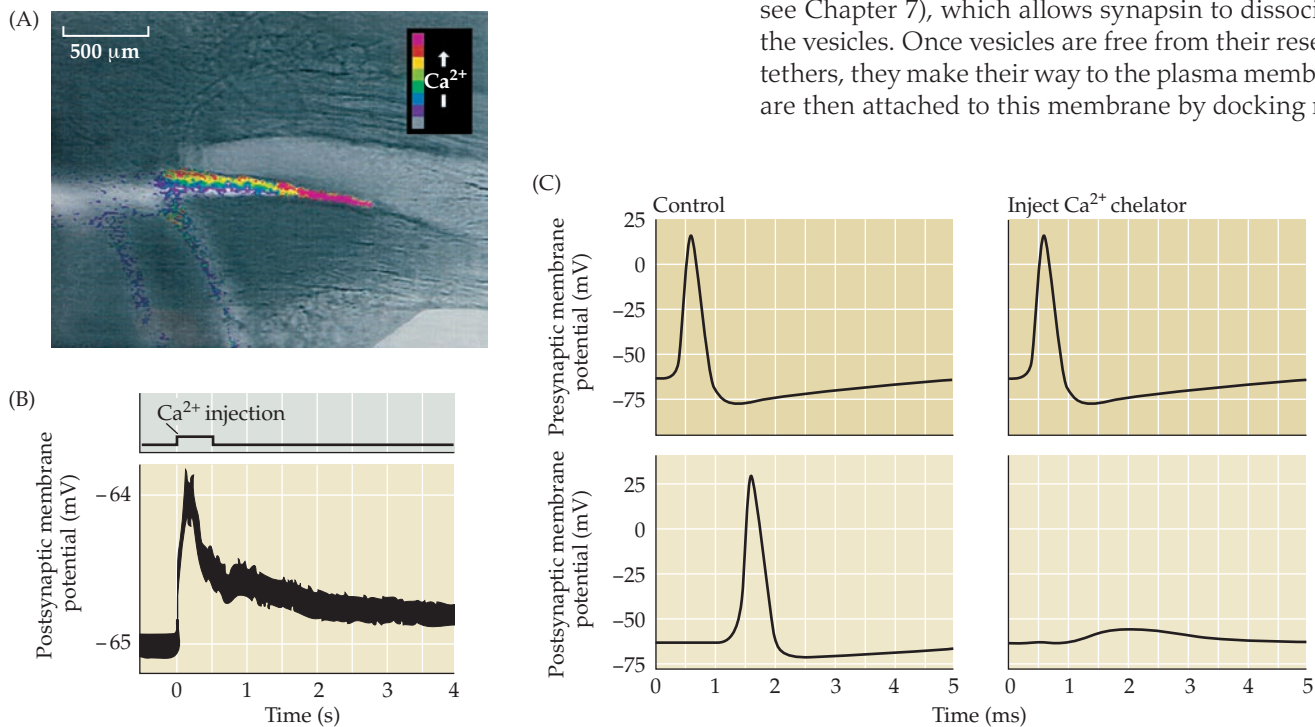 (A)
500 μm
Ca2+
see Chapter 7), which allows synapsin to
the vesicles. Once vesicles are free from their
tethers, they make their way to the plasma
are then attached to this membrane by docking
(B)
Ca2+ injection
Postsynaptic membrane
potential (mV)
−64
−65
0 1 2 3 4
Time (s)
(C)
Control
Inject Ca2+ chelator
Presynaptic membrane
potential (mV)
25
0
−25
−50
−75
Postsynaptic membrane
potential (mV)
25
0
−25
−50
−75
0 1 2 3 4 5
0 1 2 3 4 5
Time (ms)